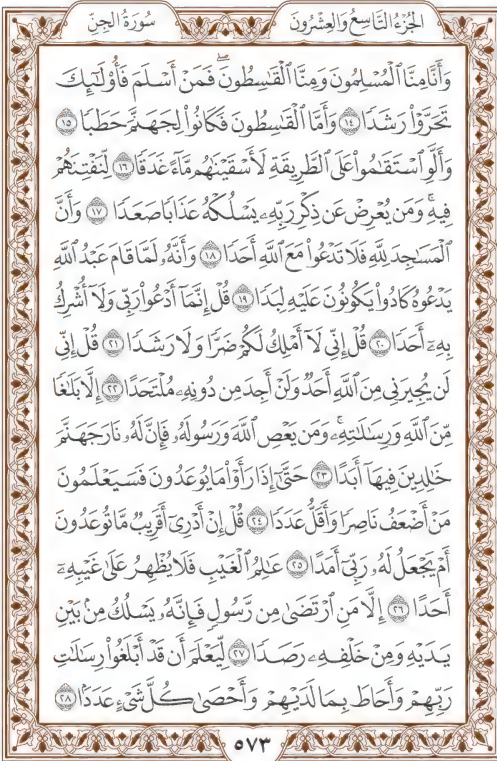 الجُزْءُ التَّاسِعُ وَالعِشْرُونَ سُورَةُ الجِنِّ
وَأَنَّا مِنَّا ٱلْمُسْلِمُونَ وَمِنَّا ٱلْقَٰسِطُونَۖ فَمَنْ أَسْلَمَ فَأُو۟لَٰٓئِكَ
تَحَرَّوْا۟ رَشَدًا ١٤ وَأَمَّا ٱلْقَٰسِطُونَ فَكَانُوا۟ لِجَهَنَّمَ حَطَبًا ١٥
وَأَلَّوِ ٱسْتَقَٰمُوا۟ عَلَى ٱلطَّرِيقَةِ لَأَسْقَيْنَٰهُم مَّآءً غَدَقًا ١٦ لِّنَفْتِنَهُمْ
فِيهِۚ وَمَن يُعْرِضْ عَن ذِكْرِ رَبِّهِۦ يَسْلُكْهُ عَذَابًا صَعَدًا ١٧ وَأَنَّ
ٱلْمَسَٰجِدَ لِلَّهِ فَلَا تَدْعُوا۟ مَعَ ٱللَّهِ أَحَدًا ١٨ وَأَنَّهُۥ لَمَّا قَامَ عَبْدُ ٱللَّهِ
يَدْعُوهُ كَادُوا۟ يَكُونُونَ عَلَيْهِ لِبَدًا ١٩ قُلْ إِنَّمَآ أَدْعُوا۟ رَبِّى وَلَآ أُشْرِكُ
بِهِۦٓ أَحَدًا ٢٠ قُلْ إِنِّى لَآ أَمْلِكُ لَكُمْ ضَرًّا وَلَا رَشَدًا ٢١ قُلْ إِنِّى
لَن يُجِيرَنِى مِنَ ٱللَّهِ أَحَدٌ وَلَنْ أَجِدَ مِن دُونِهِۦ مُلْتَحَدًا ٢٢ إِلَّا بَلَٰغًا
مِّنَ ٱللَّهِ وَرِسَٰلَٰتِهِۦۚ وَمَن يَعْصِ ٱللَّهَ وَرَسُولَهُۥ فَإِنَّ لَهُۥ نَارَ جَهَنَّمَ
خَٰلِدِينَ فِيهَآ أَبَدًا ٢٣ حَتَّىٰٓ إِذَا رَأَوْا۟ مَا يُوعَدُونَ فَسَيَعْلَمُونَ
مَنْ أَضْعَفُ نَاصِرًا وَأَقَلُّ عَدَدًا ٢٤ قُلْ إِنْ أَدْرِىٓ أَقَرِيبٌ مَّا تُوعَدُونَ
أَمْ يَجْعَلُ لَهُۥ رَبِّىٓ أَمَدًا ٢٥ عَٰلِمُ ٱلْغَيْبِ فَلَا يُظْهِرُ عَلَىٰ غَيْبِهِۦٓ
أَحَدًا ٢٦ إِلَّا مَنِ ٱرْتَضَىٰ مِن رَّسُولٍ فَإِنَّهُۥ يَسْلُكُ مِنۢ بَيْنِ
يَدَيْهِ وَمِنْ خَلْفِهِۦ رَصَدًا ٢٧ لِّيَعْلَمَ أَن قَدْ أَبْلَغُوا۟ رِسَٰلَٰتِ
رَبِّهِمْ وَأَحَاطَ بِمَا لَدَيْهِمْ وَأَحْصَىٰ كُلَّ شَىْءٍ عَدَدًۢا ٢٨
٥٧٣